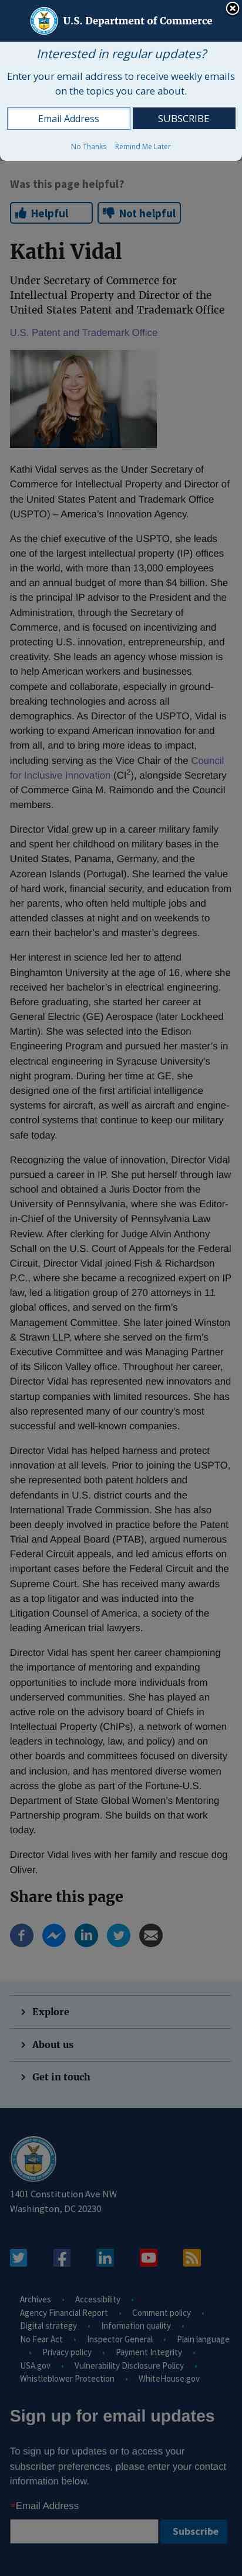 U.S. Department of Commerce
Interested in regular updates?
Enter your email address to receive weekly emails
on the topics you care about.
Email Address
SUBSCRIBE
No Thanks
Remind Me Later
Was this page helpful?
Helpful
Not helpful
Kathi Vidal
Under Secretary of Commerce for
Intellectual Property and Director of the
United States Patent and Trademark Office
U.S. Patent and Trademark Office
Kathi Vidal serves as the Under Secretary of
Commerce for Intellectual Property and Director of
the United States Patent and Trademark Office
(USPTO) – America's Innovation Agency.
As the chief executive of the USPTO, she leads
one of the largest intellectual property (IP) offices
in the world, with more than 13,000 employees
and an annual budget of more than $4 billion. She
is the principal IP advisor to the President and the
Administration, through the Secretary of
Commerce, and is focused on incentivizing and
protecting U.S. innovation, entrepreneurship, and
creativity. She leads an agency whose mission is
to help American workers and businesses
compete and collaborate, especially in ground-
breaking technologies and across all
demographics. As Director of the USPTO, Vidal is
working to expand American innovation for and
from all, and to bring more ideas to impact,
including serving as the Vice Chair of the Council
for Inclusive Innovation (CI2), alongside Secretary
of Commerce Gina M. Raimondo and the Council
members.
Director Vidal grew up in a career military family
and spent her childhood on military bases in the
United States, Panama, Germany, and the
Azorean Islands (Portugal). She learned the value
of hard work, financial security, and education from
her parents, who often held multiple jobs and
attended classes at night and on weekends to
earn their bachelor's and master's degrees.
Her interest in science led her to attend
Binghamton University at the age of 16, where she
received her bachelor's in electrical engineering.
Before graduating, she started her career at
General Electric (GE) Aerospace (later Lockheed
Martin). She was selected into the Edison
Engineering Program and pursued her master's in
electrical engineering in Syracuse University's
night program. During her time at GE, she
designed one of the first artificial intelligence
systems for aircraft, as well as aircraft and engine-
control systems that continue to keep our military
safe today.
Recognizing the value of innovation, Director Vidal
pursued a career in IP. She put herself through law
school and obtained a Juris Doctor from the
University of Pennsylvania, where she was Editor-
in-Chief of the University of Pennsylvania Law
Review. After clerking for Judge Alvin Anthony
Schall on the U.S. Court of Appeals for the Federal
Circuit, Director Vidal joined Fish & Richardson
P.C., where she became a recognized expert on IP
law, led a litigation group of 270 attorneys in 11
global offices, and served on the firm's
Management Committee. She later joined Winston
& Strawn LLP, where she served on the firm's
Executive Committee and was Managing Partner
of its Silicon Valley office. Throughout her career,
Director Vidal has represented new innovators and
startup companies with limited resources. She has
also represented many of our country's most
successful and well-known companies.
Director Vidal has helped harness and protect
innovation at all levels. Prior to joining the USPTO,
she represented both patent holders and
defendants in U.S. district courts and the
International Trade Commission. She has also
been deeply involved in practice before the Patent
Trial and Appeal Board (PTAB), argued numerous
Federal Circuit appeals, and led amicus efforts on
important cases before the Federal Circuit and the
Supreme Court. She has received many awards
as a top litigator and was inducted into the
Litigation Counsel of America, a society of the
leading American trial lawyers.
Director Vidal has spent her career championing
the importance of mentoring and expanding
opportunities to include more individuals from
underserved communities. She has played an
active role on the advisory board of Chiefs in
Intellectual Property (ChIPs), a network of women
leaders in technology, law, and policy) and on
other boards and committees focused on diversity
and inclusion, and has mentored diverse women
across the globe as part of the Fortune-U.S.
Department of State Global Women's Mentoring
Partnership program. She builds on that work
today.
Director Vidal lives with her family and rescue dog
Oliver.
Share this page
Explore
About us
Get in touch
1401 Constitution Ave NW
Washington, DC 20230
Archives • Accessibility •
Agency Financial Report • Comment policy •
Digital strategy • Information quality •
No Fear Act • Inspector General • Plain language
• Privacy policy • Payment Integrity •
USA.gov • Vulnerability Disclosure Policy •
Whistleblower Protection • WhiteHouse.gov
Sign up for email updates
To sign up for updates or to access your
subscriber preferences, please enter your contact
information below.
*Email Address
Subscribe